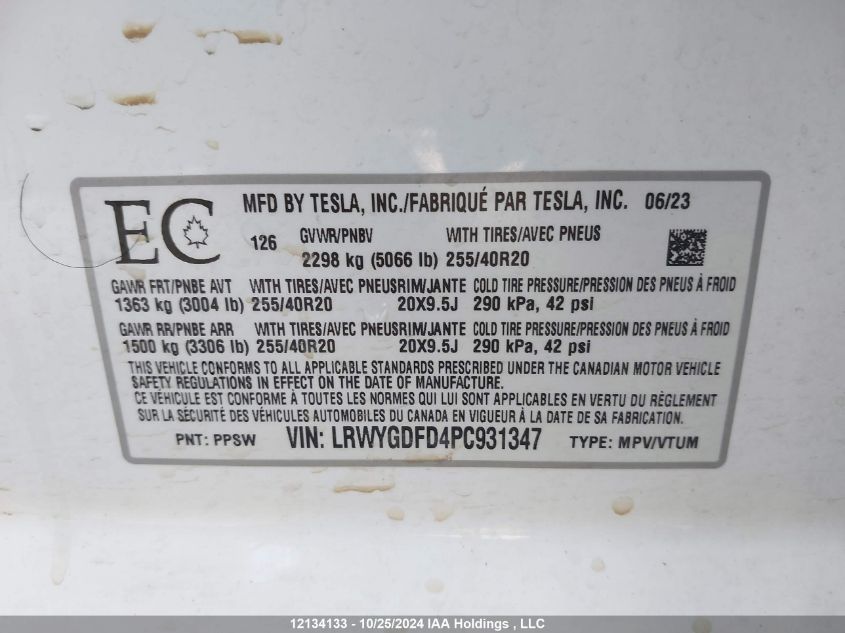 EC
MFD BY TESLA, INC./FABRIQUÉ PAR TESLA, INC. 06/23
126 GVWR/PNBV WITH TIRES/AVEC PNEUS
2298 kg (5066 lb) 255/40R20
GAWR FRT/PNBE AVT WITH TIRES/AVEC PNEUS RIM/JANTE COLD TIRE PRESSURE/PRESSION DES PNEUS À FROID
1363 kg (3004 lb) 255/40R20 20X9.5J 290 kPa, 42 psi
GAWR RR/PNBE ARR WITH TIRES/AVEC PNEUS RIM/JANTE COLD TIRE PRESSURE/PRESSION DES PNEUS À FROID
1500 kg (3306 lb) 255/40R20 20X9.5J 290 kPa, 42 psi
THIS VEHICLE CONFORMS TO ALL APPLICABLE STANDARDS PRESCRIBED UNDER THE CANADIAN MOTOR VEHICLE
SAFETY REGULATIONS IN EFFECT ON THE DATE OF MANUFACTURE.
CE VÉHICULE EST CONFORME À TOUTES LES NORMES QUI LUI SONT APPLICABLES EN VERTU DU RÈGLEMENT
SUR LA SÉCURITÉ DES VÉHICULES AUTOMOBILES DU CANADA EN VIGUEUR À LA DATE DE SA FABRICATION.
PNT: PPSW VIN: LRWYGDFD4PC931347 TYPE: MPV/VTUM
12134133 - 10/25/2024 IAA Holdings , LLC